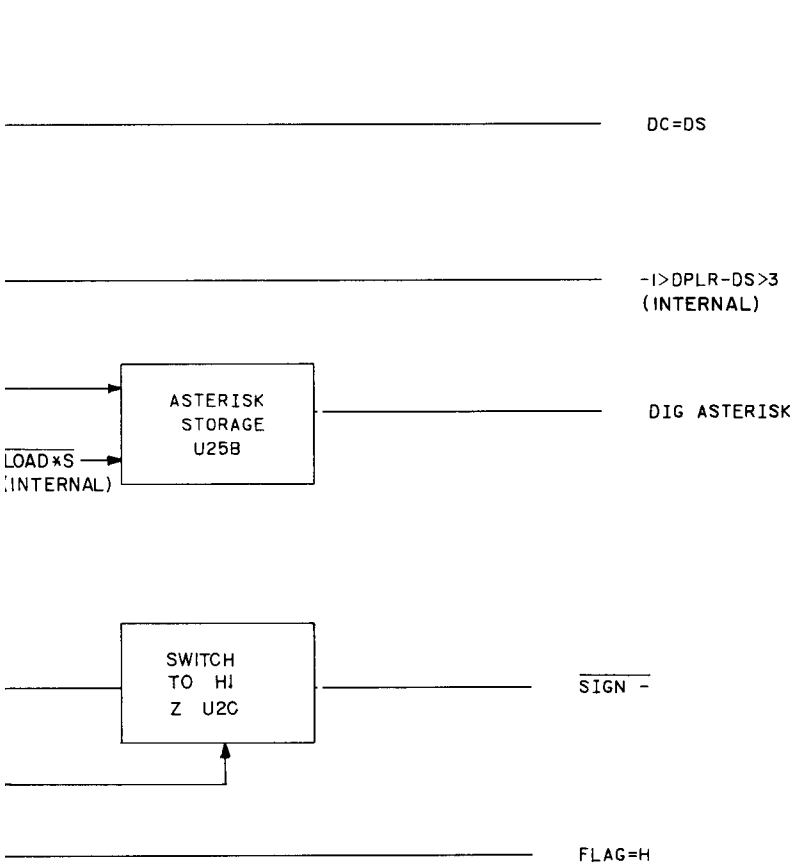 DC=DS
-1>DPLR-DS>3
(INTERNAL)
ASTERISK
STORAGE
U25B
DIG ASTERISK
LOAD*S
(INTERNAL)
SWITCH
TO HI
Z U2C
SIGN -
FLAG=H